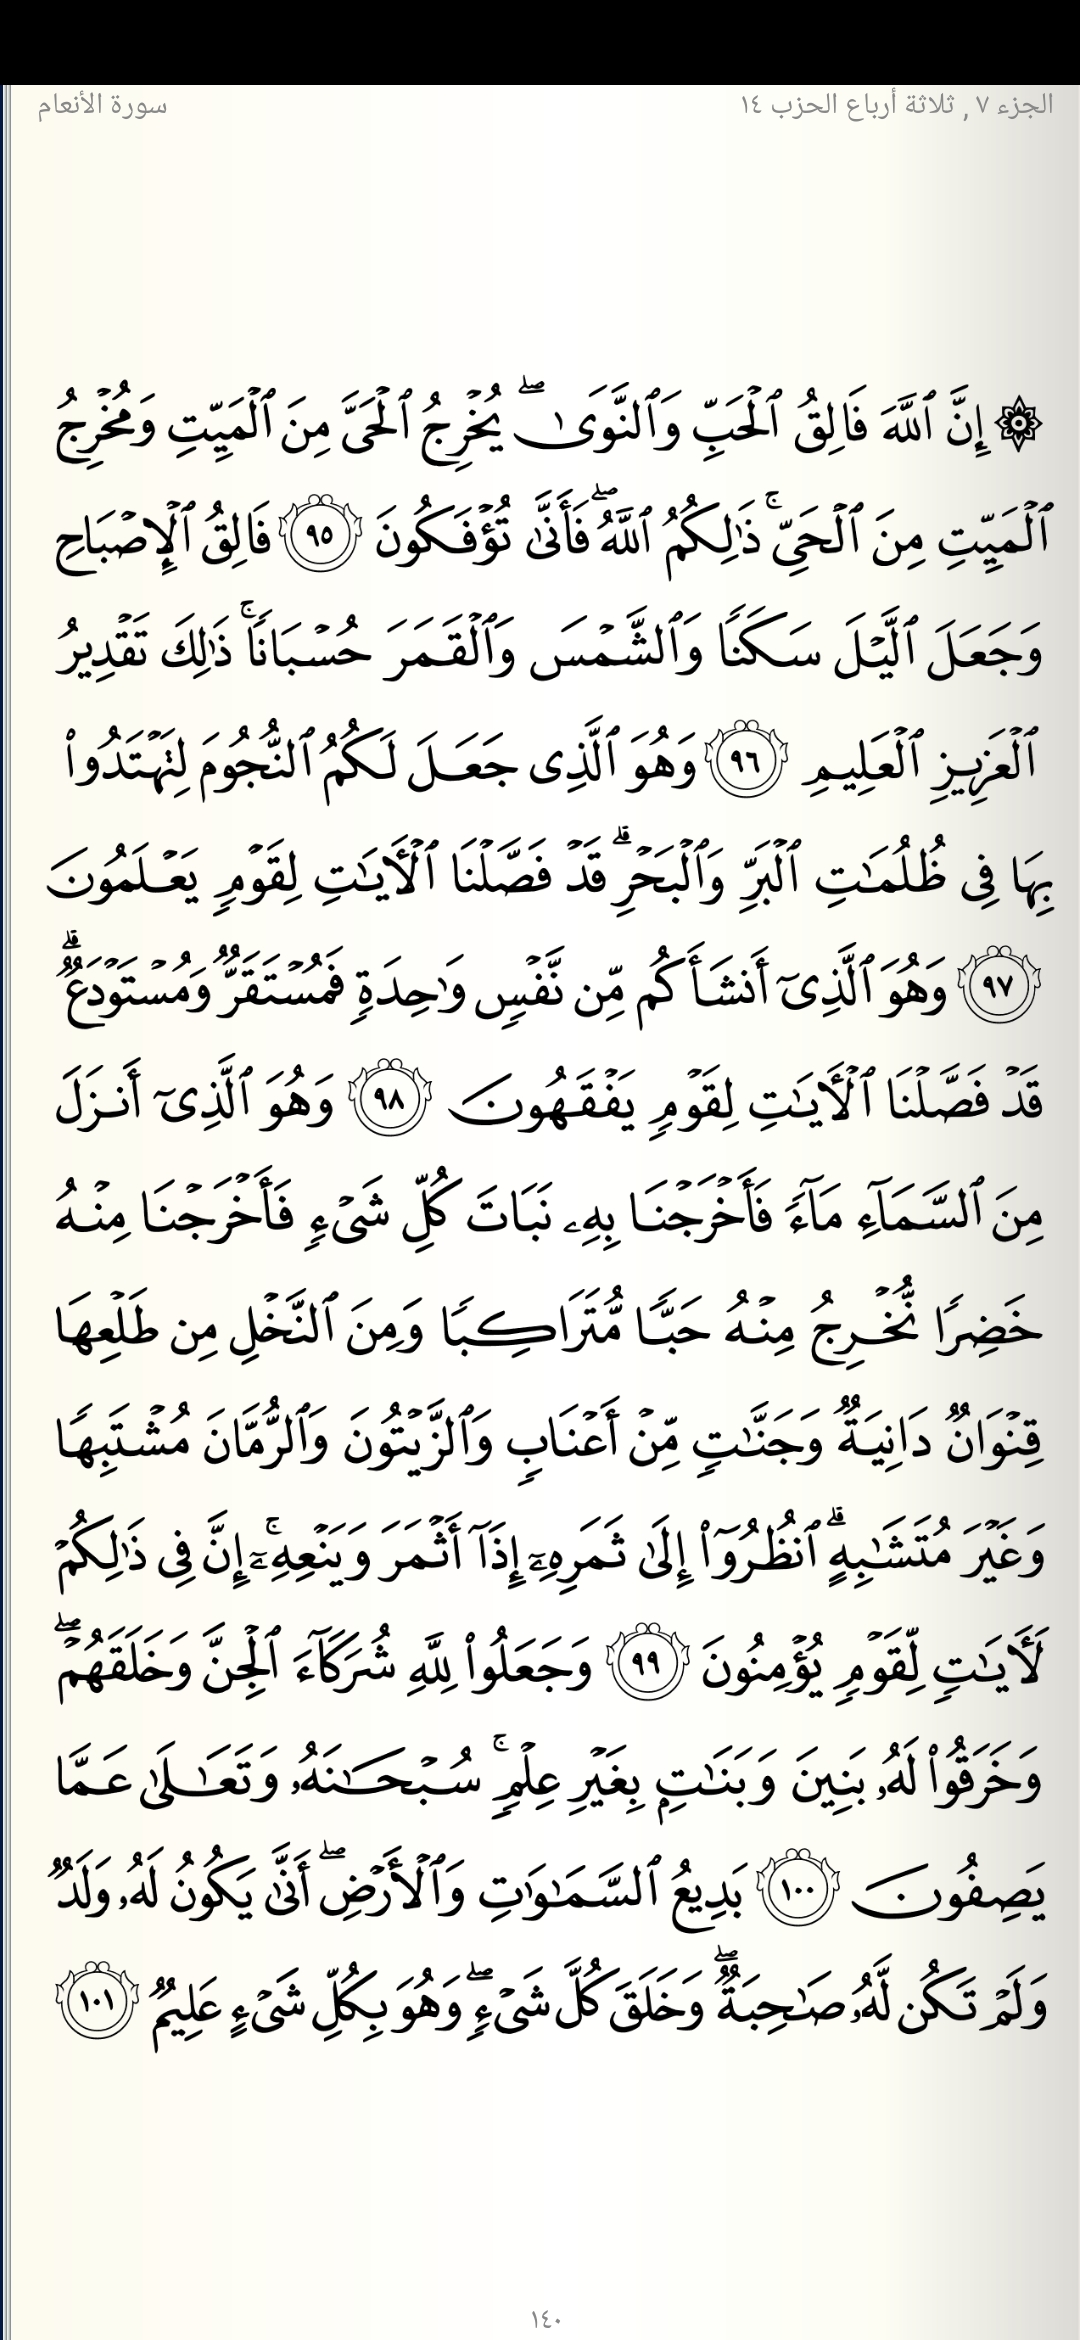 الجزء ٧ , ثلاثة أرباع الحزب ١٤
سورة الأنعام
۞ إِنَّ ٱللَّهَ فَالِقُ ٱلۡحَبِّ وَٱلنَّوَىٰۖ يُخۡرِجُ ٱلۡحَيَّ مِنَ ٱلۡمَيِّتِ وَمُخۡرِجُ
ٱلۡمَيِّتِ مِنَ ٱلۡحَيِّۚ ذَٰلِكُمُ ٱللَّهُۖ فَأَنَّىٰ تُؤۡفَكُونَ ٩٥ فَالِقُ ٱلۡإِصۡبَاحِ
وَجَعَلَ ٱلَّيۡلَ سَكَنٗا وَٱلشَّمۡسَ وَٱلۡقَمَرَ حُسۡبَانٗاۚ ذَٰلِكَ تَقۡدِيرُ
ٱلۡعَزِيزِ ٱلۡعَلِيمِ ٩٦ وَهُوَ ٱلَّذِي جَعَلَ لَكُمُ ٱلنُّجُومَ لِتَهۡتَدُواْ
بِهَا فِي ظُلُمَٰتِ ٱلۡبَرِّ وَٱلۡبَحۡرِۗ قَدۡ فَصَّلۡنَا ٱلۡأٓيَٰتِ لِقَوۡمٖ يَعۡلَمُونَ
٩٧ وَهُوَ ٱلَّذِيٓ أَنشَأَكُم مِّن نَّفۡسٖ وَٰحِدَةٖ فَمُسۡتَقَرّٞ وَمُسۡتَوۡدَعٞۗ
قَدۡ فَصَّلۡنَا ٱلۡأٓيَٰتِ لِقَوۡمٖ يَفۡقَهُونَ ٩٨ وَهُوَ ٱلَّذِيٓ أَنزَلَ
مِنَ ٱلسَّمَآءِ مَآءٗ فَأَخۡرَجۡنَا بِهِۦ نَبَاتَ كُلِّ شَيۡءٖ فَأَخۡرَجۡنَا مِنۡهُ
خَضِرٗا نُّخۡرِجُ مِنۡهُ حَبّٗا مُّتَرَاكِبٗا وَمِنَ ٱلنَّخۡلِ مِن طَلۡعِهَا
قِنۡوَانٞ دَانِيَةٞ وَجَنَّٰتٖ مِّنۡ أَعۡنَابٖ وَٱلزَّيۡتُونَ وَٱلرُّمَّانَ مُشۡتَبِهٗا
وَغَيۡرَ مُتَشَٰبِهٍۗ ٱنظُرُوٓاْ إِلَىٰ ثَمَرِهِۦٓ إِذَآ أَثۡمَرَ وَيَنۡعِهِۦٓۚ إِنَّ فِي ذَٰلِكُمۡ
لَأٓيَٰتٖ لِّقَوۡمٖ يُؤۡمِنُونَ ٩٩ وَجَعَلُواْ لِلَّهِ شُرَكَآءَ ٱلۡجِنَّ وَخَلَقَهُمۡۖ
وَخَرَقُواْ لَهُۥ بَنِينَ وَبَنَٰتِۭ بِغَيۡرِ عِلۡمٖۚ سُبۡحَٰنَهُۥ وَتَعَٰلَىٰ عَمَّا
يَصِفُونَ ١٠٠ بَدِيعُ ٱلسَّمَٰوَٰتِ وَٱلۡأَرۡضِۖ أَنَّىٰ يَكُونُ لَهُۥ وَلَدٞ
وَلَمۡ تَكُن لَّهُۥ صَٰحِبَةٞۖ وَخَلَقَ كُلَّ شَيۡءٖۖ وَهُوَ بِكُلِّ شَيۡءٍ عَلِيمٞ ١٠١
١٤٠